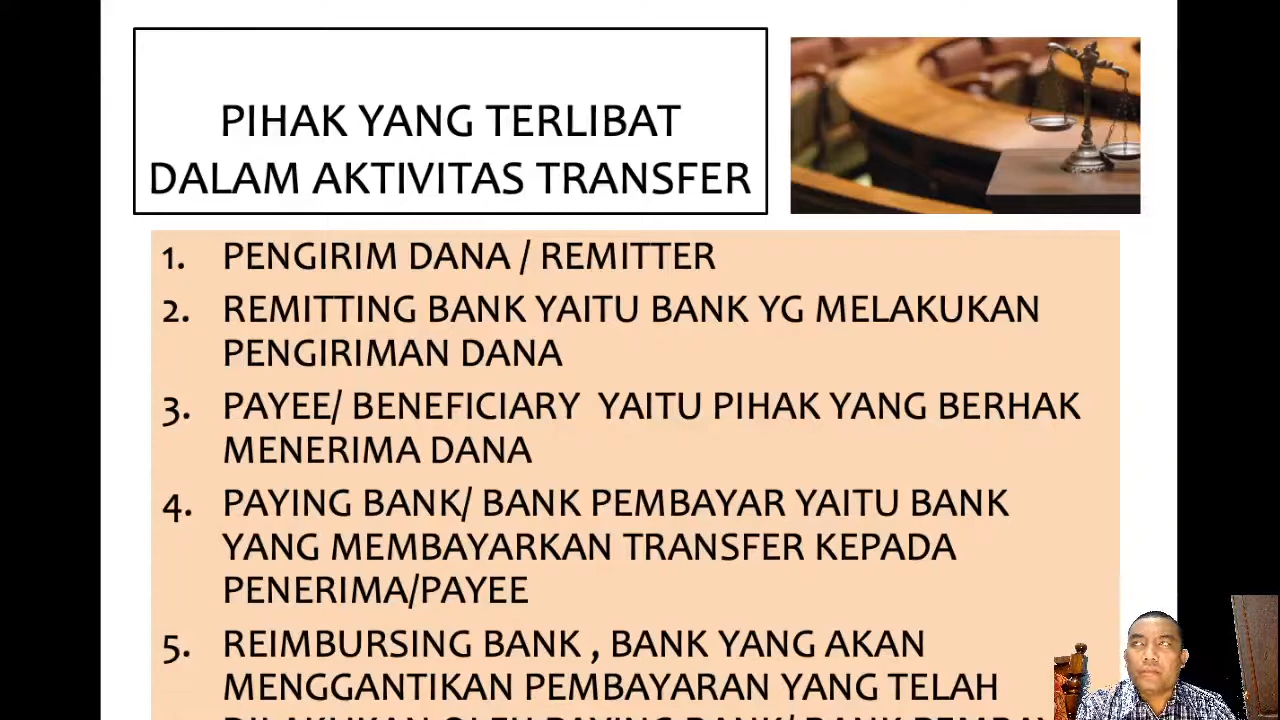 PIHAK YANG TERLIBAT
DALAM AKTIVITAS TRANSFER
1. PENGIRIM DANA / REMITTER
2. REMITTING BANK YAITU BANK YG MELAKUKAN
PENGIRIMAN DANA
3. PAYEE/ BENEFICIARY YAITU PIHAK YANG BERHAK
MENERIMA DANA
4. PAYING BANK/ BANK PEMBAYAR YAITU BANK
YANG MEMBAYARKAN TRANSFER KEPADA
PENERIMA/PAYEE
5. REIMBURSING BANK , BANK YANG AKAN
MENGGANTIKAN PEMBAYARAN YANG TELAH